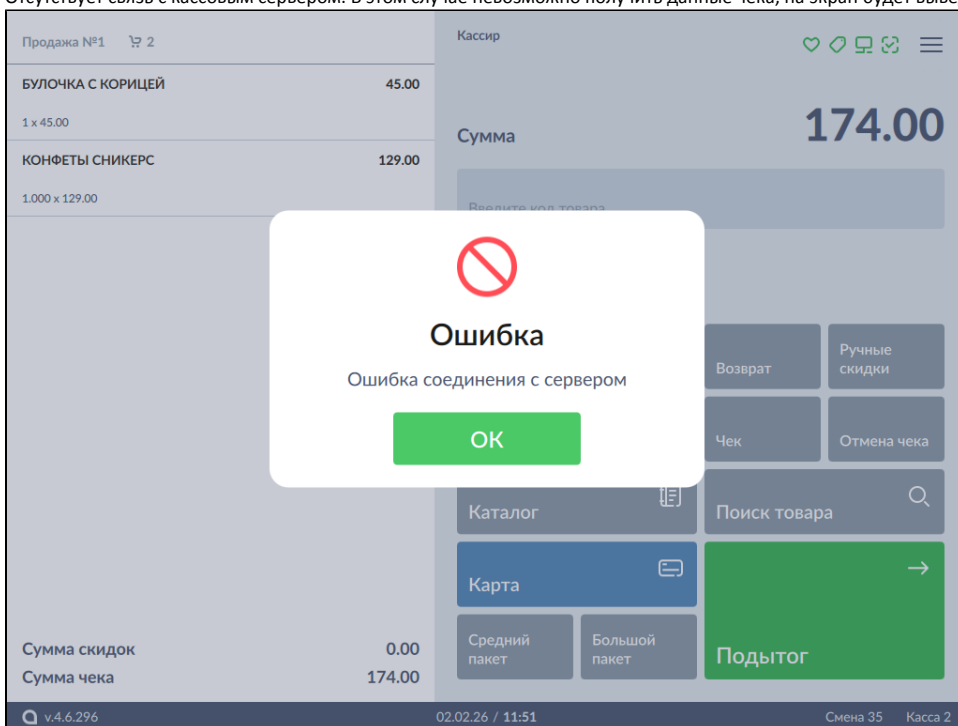 Отсутствует связь с кассовым сервером. В этом случае невозможно получить данные чека, на экран будет
Продажа №1 2
БУЛОЧКА С КОРИЦЕЙ 45.00
1 x 45.00
КОНФЕТЫ СНИКЕРС 129.00
1.000 x 129.00
Сумма скидок 0.00
Сумма чека 174.00
Кассир
Сумма 174.00
Введите код товара
Ошибка
Ошибка соединения с сервером
ОК
Возврат
Ручные
скидки
Чек
Отмена чека
Каталог
Поиск товара
Карта
Средний
пакет
Большой
пакет
Подытог
v.4.6.296
02.02.26 / 11:51
Смена 35 Касса 2